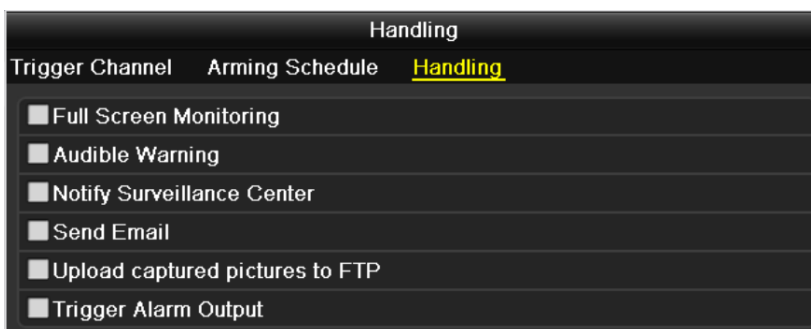 Handling
Trigger Channel Arming Schedule Handling
Full Screen Monitoring
Audible Warning
Notify Surveillance Center
Send Email
Upload captured pictures to FTP
Trigger Alarm Output